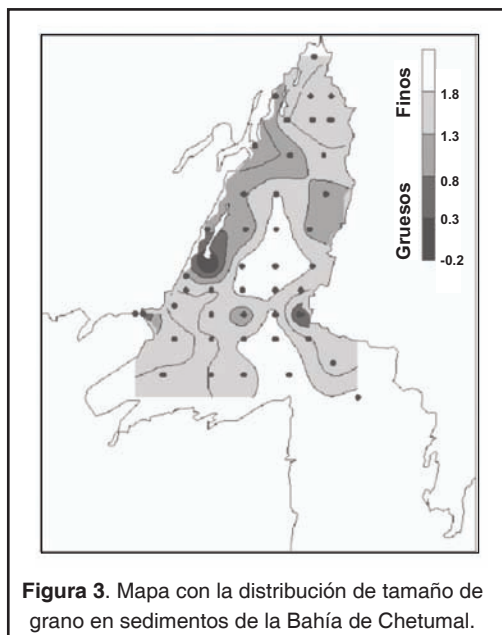 Finos
Gruesos
1.8
1.3
0.8
0.3
-0.2
Figura 3. Mapa con la distribución de tamaño de
grano en sedimentos de la Bahía de Chetumal.